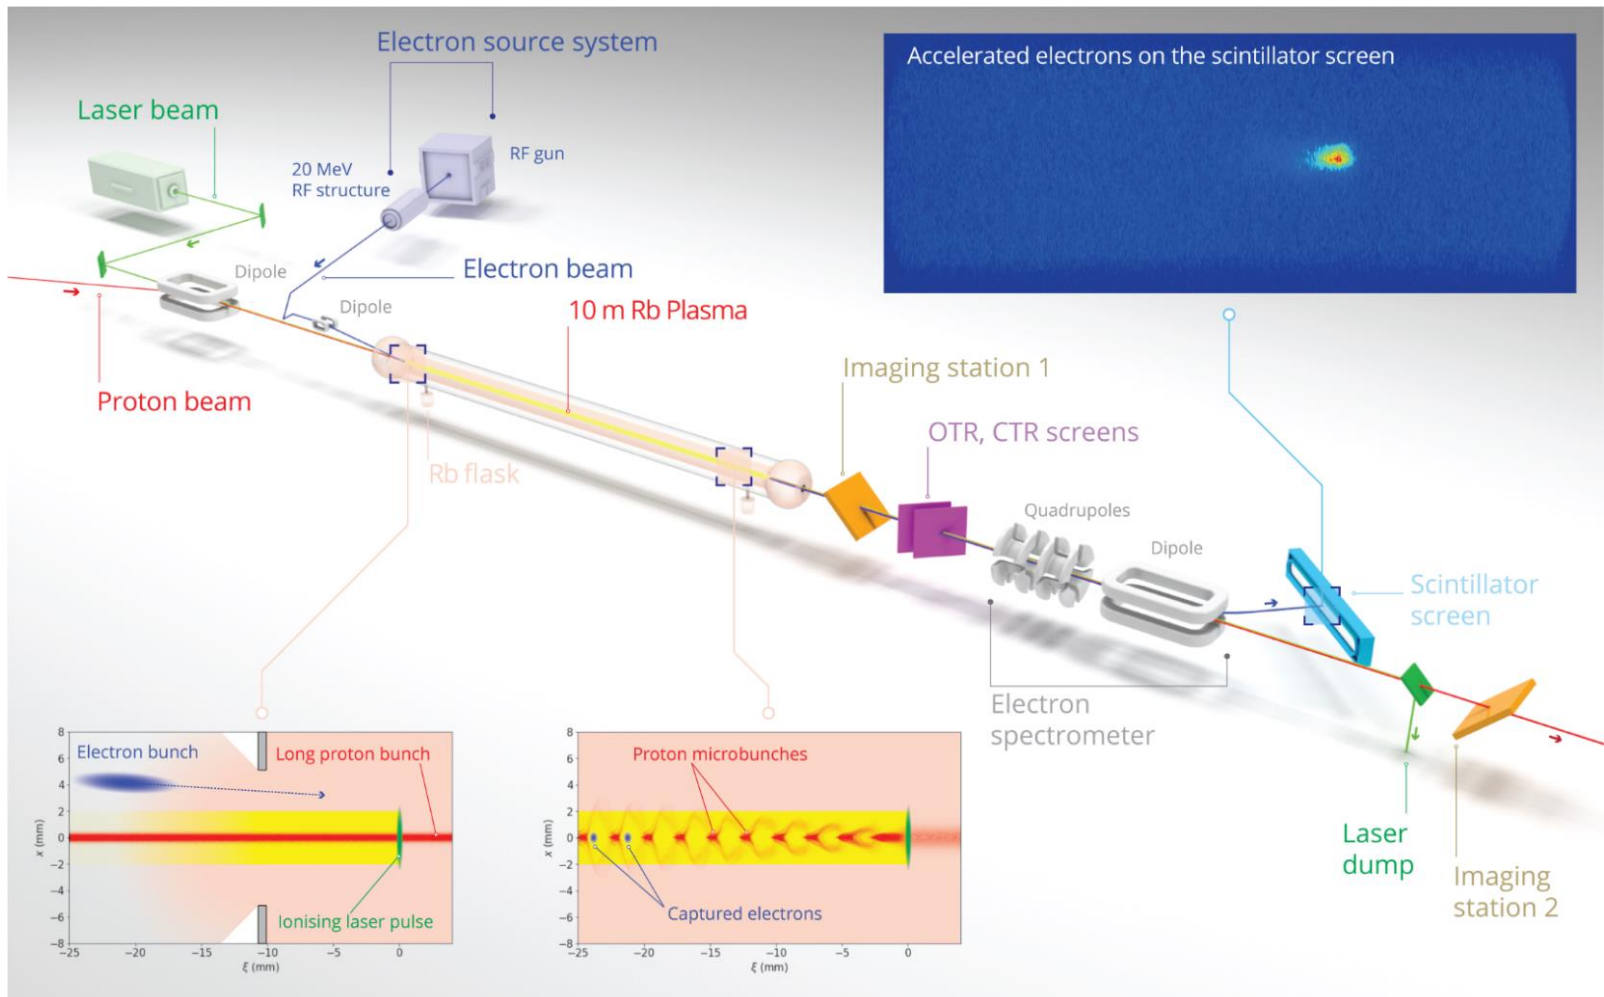 Electron source system
Accelerated electrons on the scintillator screen
Laser beam
RF gun
20 MeV
RF structure
Dipole
Electron beam
Dipole
10 m Rb Plasma
Proton beam
Imaging station 1
OTR, CTR screens
Rb flask
Quadrupoles
Dipole
Scintillator
screen
Electron
spectrometer
Laser
dump
Imaging
station 2
8
6
4
2
0
−2
−4
−6
−8
x (mm)
Electron bunch
Long proton bunch
Ionising laser pulse
−25
−20
−15
−10
−5
0
ξ (mm)
8
6
4
2
0
−2
−4
−6
−8
x (mm)
Proton microbunches
Captured electrons
−25
−20
−15
−10
−5
0
ξ (mm)